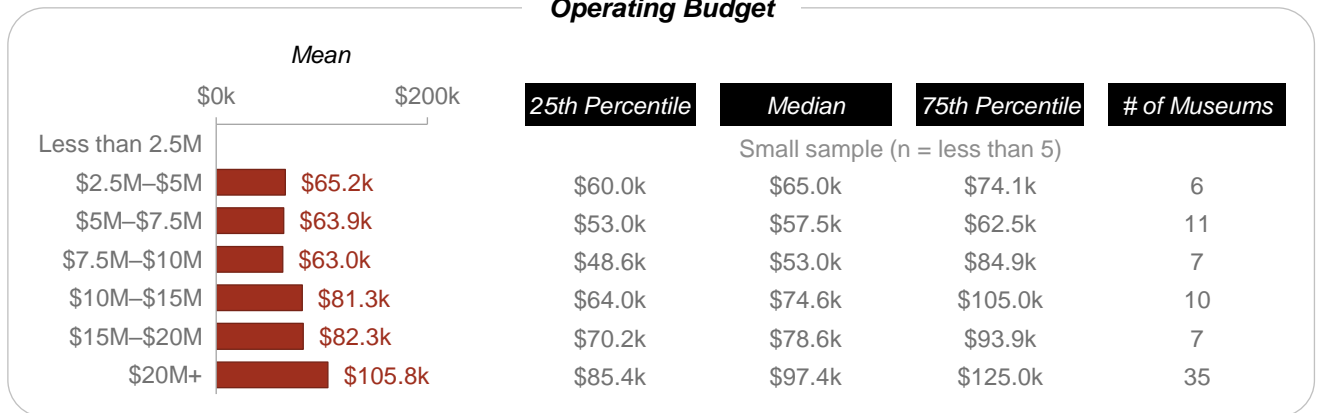 Operating Budget
Mean
$0k $200k 25th Percentile Median 75th Percentile # of Museums
Less than 2.5M Small sample (n = less than 5)
$2.5M–$5M $65.2k $60.0k $65.0k $74.1k 6
$5M–$7.5M $63.9k $53.0k $57.5k $62.5k 11
$7.5M–$10M $63.0k $48.6k $53.0k $84.9k 7
$10M–$15M $81.3k $64.0k $74.6k $105.0k 10
$15M–$20M $82.3k $70.2k $78.6k $93.9k 7
$20M+ $105.8k $85.4k $97.4k $125.0k 35